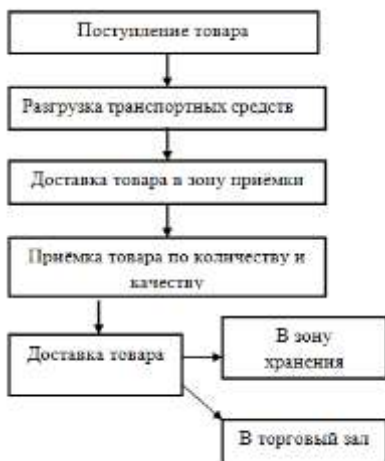 Поступление товара
Разгрузка транспортных средств
Доставка товара в зону приёмки
Приёмка товара по количеству и
качеству
Доставка товара
В зону
хранения
В торговый зал